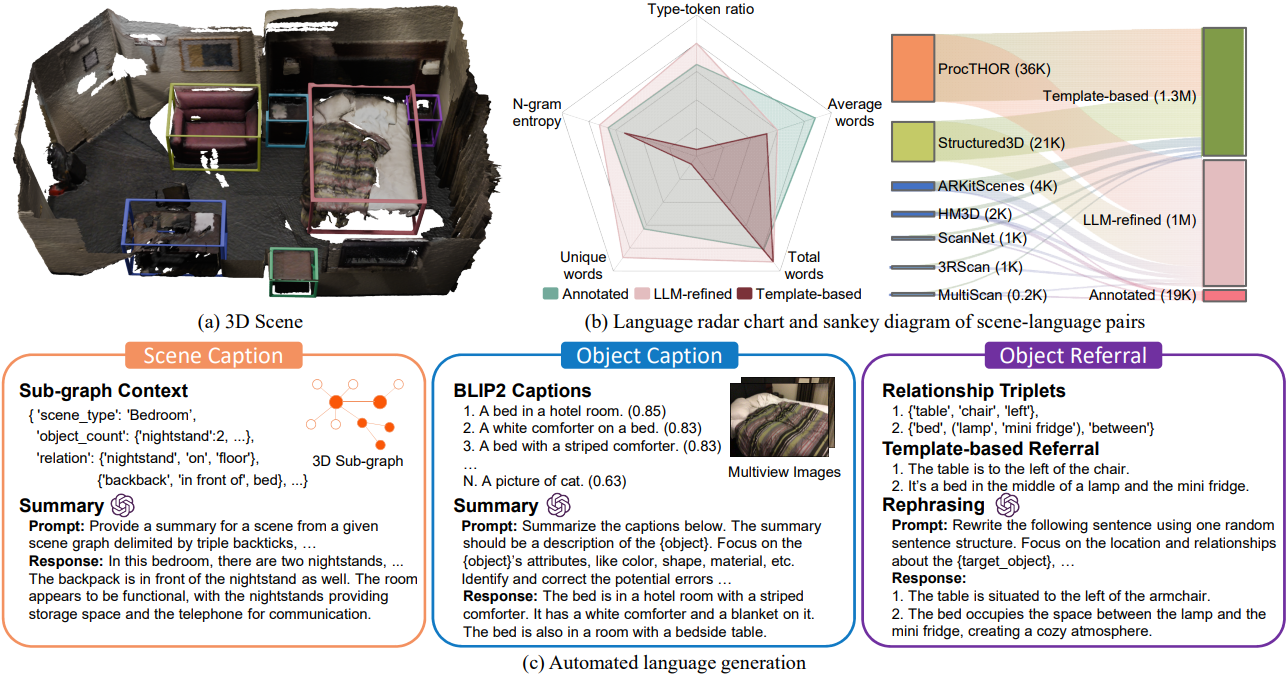 Type-token ratio
N-gram
entropy
Average
words
Unique
words
Total
words
Annotated
LLM-refined
Template-based
ProcTHOR (36K)
Structured3D (21K)
ARKitScenes (4K)
HM3D (2K)
ScanNet (1K)
3RScan (1K)
MultiScan (0.2K)
Template-based (1.3M)
LLM-refined (1M)
Annotated (19K)
(a) 3D Scene
(b) Language radar chart and sankey diagram of scene-language pairs
Scene Caption
Sub-graph Context
{ 'scene_type': 'Bedroom',
'object_count': {'nightstand':2, ...},
'relation': {'nightstand', 'on', 'floor'},
{'backback', 'in front of', bed}, ...}
3D Sub-graph
Summary
Prompt: Provide a summary for a scene from a given
scene graph delimited by triple backticks, …
Response: In this bedroom, there are two nightstands, ...
The backpack is in front of the nightstand as well. The room
appears to be functional, with the nightstands providing
storage space and the telephone for communication.
Object Caption
BLIP2 Captions
1. A bed in a hotel room. (0.85)
2. A white comforter on a bed. (0.83)
3. A bed with a striped comforter. (0.83)
…
N. A picture of cat. (0.63)
Multiview Images
Summary
Prompt: Summarize the captions below. The summary
should be a description of the {object}. Focus on the
{object}'s attributes, like color, shape, material, etc.
Identify and correct the potential errors …
Response: The bed is in a hotel room with a striped
comforter. It has a white comforter and a blanket on it.
The bed is also in a room with a bedside table.
Object Referral
Relationship Triplets
1. {'table', 'chair', 'left'},
2. {'bed', ('lamp', 'mini fridge'), 'between'}
Template-based Referral
1. The table is to the left of the chair.
2. It's a bed in the middle of a lamp and the mini fridge.
Rephrasing
Prompt: Rewrite the following sentence using one random
sentence structure. Focus on the location and relationships
about the {target_object}, …
Response:
1. The table is situated to the left of the armchair.
2. The bed occupies the space between the lamp and the
mini fridge, creating a cozy atmosphere.
(c) Automated language generation